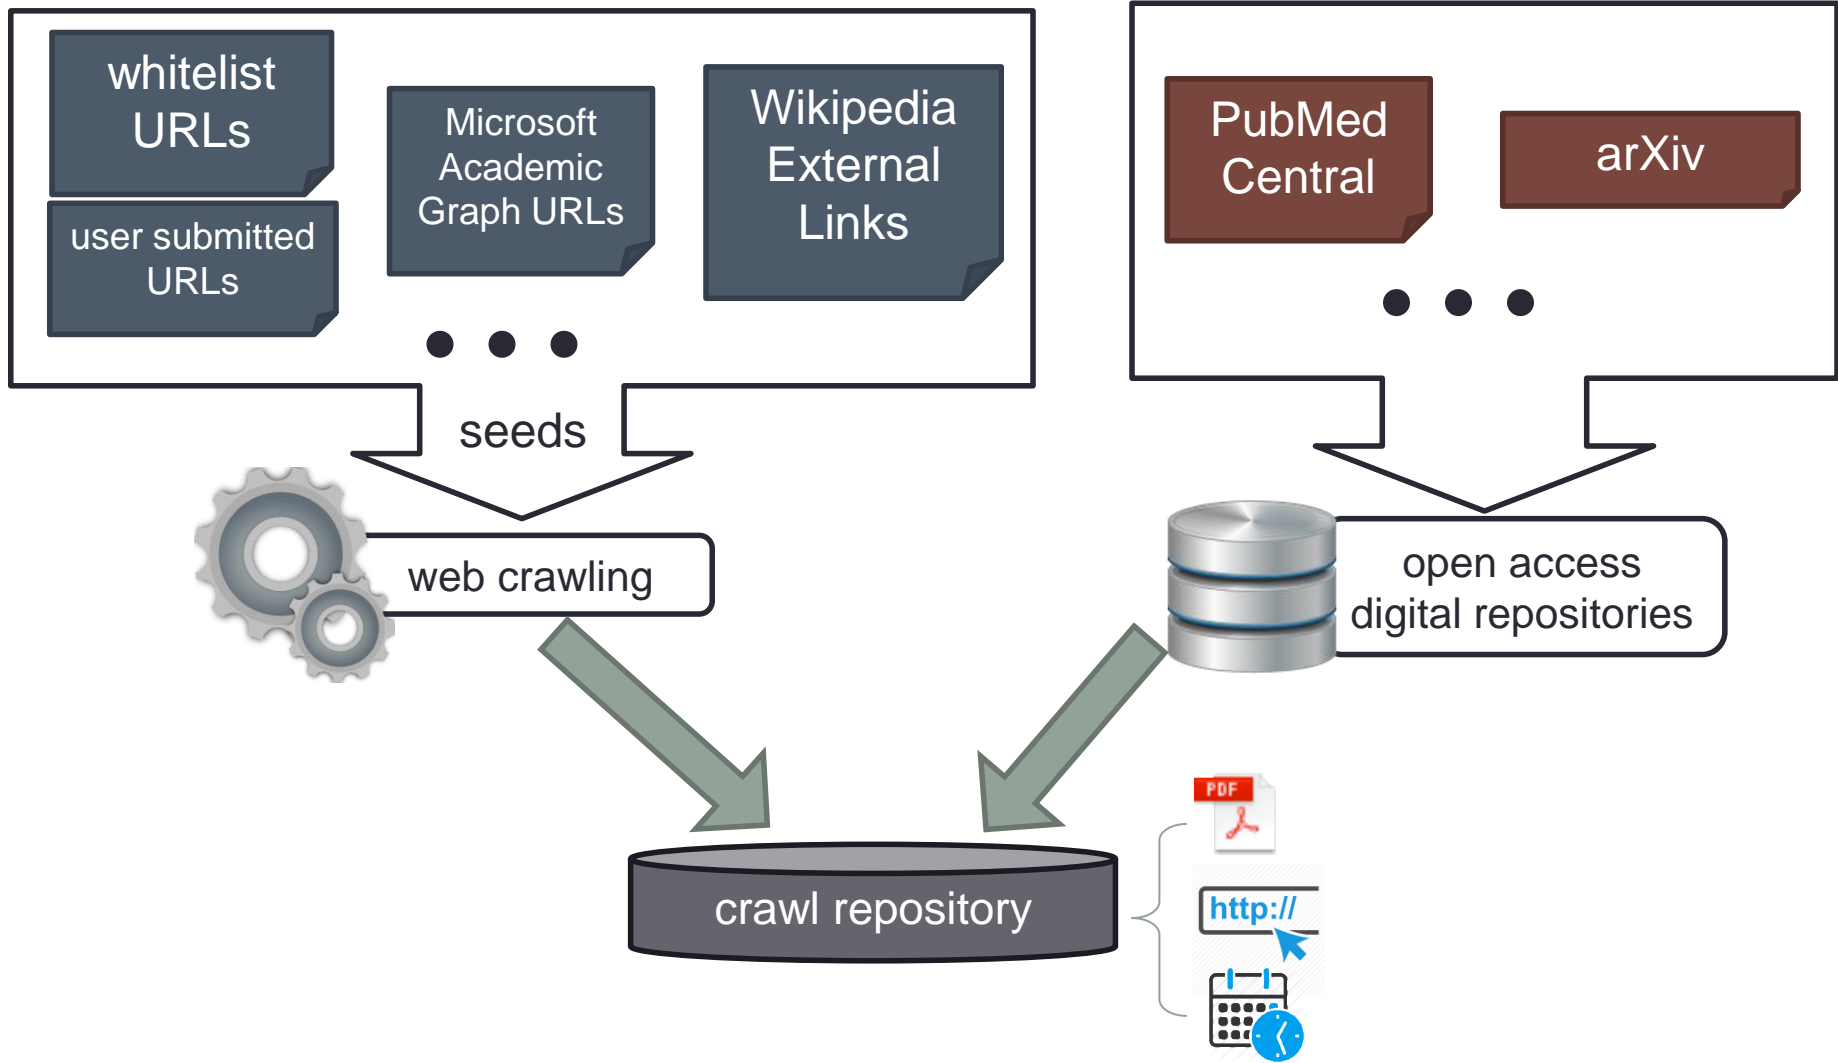 whitelist
URLs
user submitted
URLs
Microsoft
Academic
Graph URLs
Wikipedia
External
Links
PubMed
Central
arXiv
seeds
web crawling
open access
digital repositories
crawl repository
PDF
http://